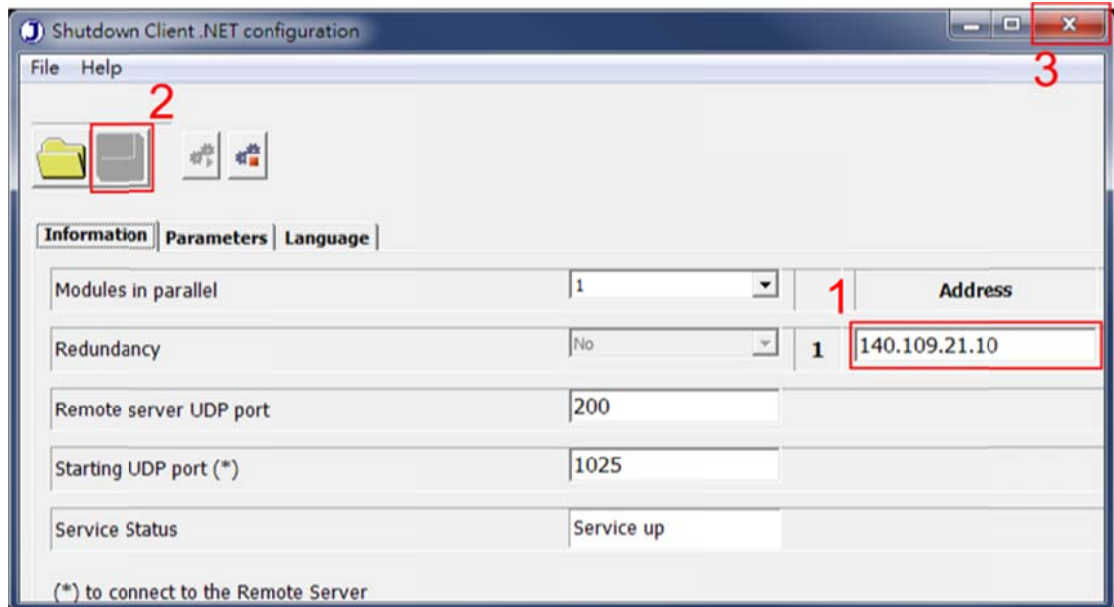 Shutdown Client .NET configuration
3
File Help
2
Information Parameters Language
Modules in parallel 1 1 Address
Redundancy No 1 140.109.21.10
Remote server UDP port 200
Starting UDP port (*) 1025
Service Status Service up
(*) to connect to the Remote Server